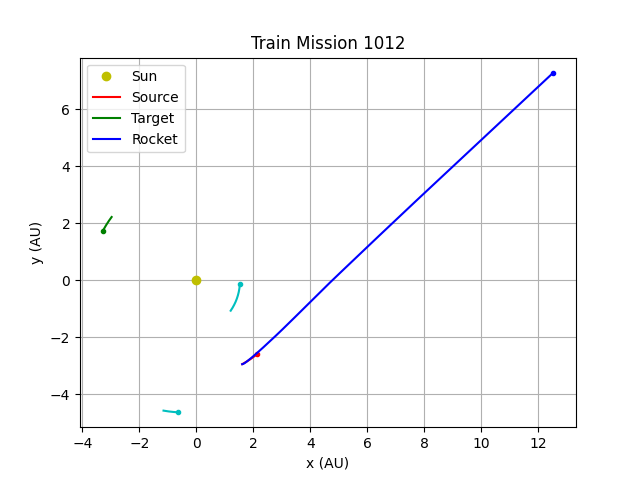 Train Mission 1012
Sun
Source
Target
Rocket
y (AU)
6
4
2
0
−2
−4
−4
−2
0
2
4
6
8
10
12
x (AU)